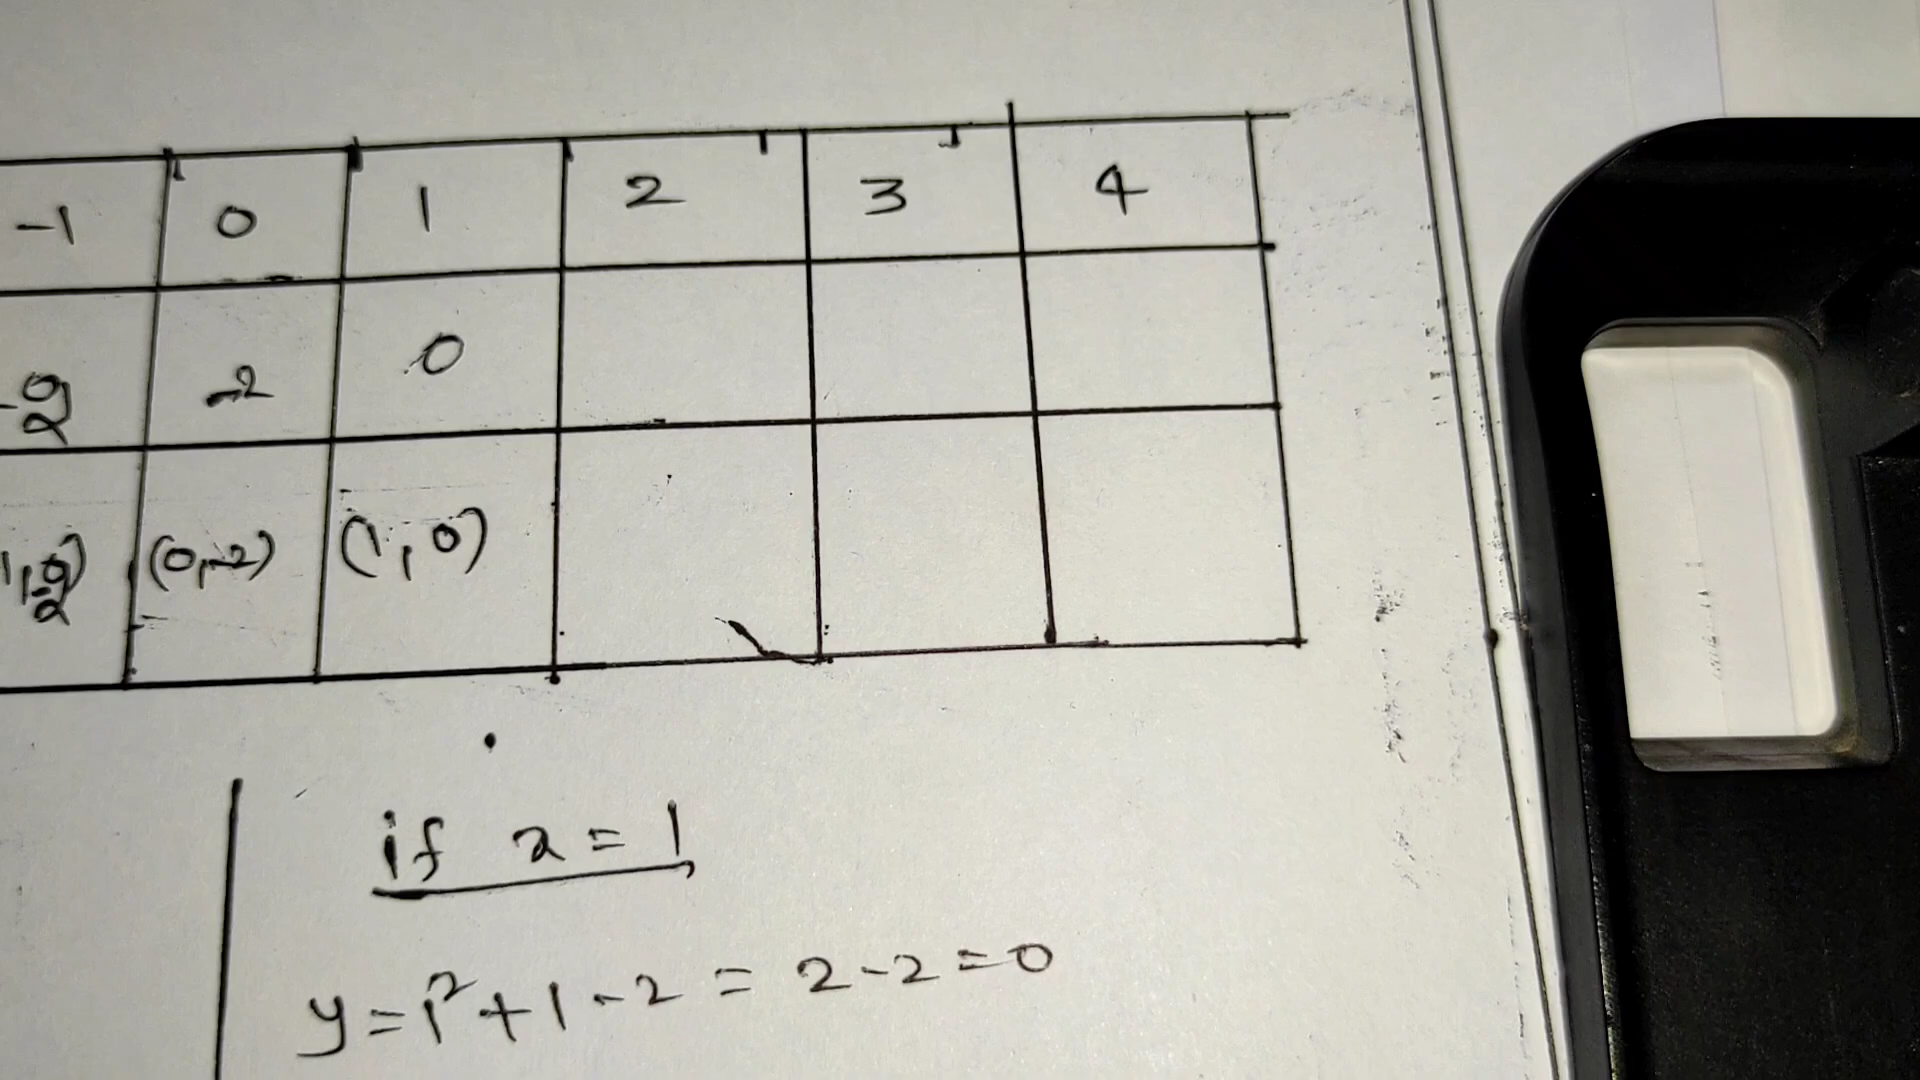 -1 0 1 2 3 4
-2 0
(0,-2) (1,0)
if x = 1
y = 1² + 1 - 2 = 2 - 2 = 0